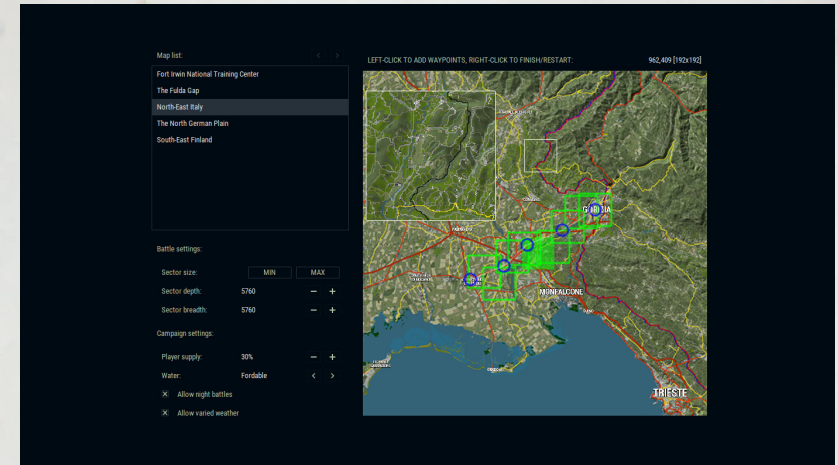 Map list:
Fort Irwin National Training Center
The Fulda Gap
North-East Italy
The North German Plain
South-East Finland
Battle settings:
Sector size: MIN MAX
Sector depth: 5760 − +
Sector breadth: 5760 − +
Campaign settings:
Player supply: 30% − +
Water: Fordable < >
Allow night battles
Allow varied weather
LEFT-CLICK TO ADD WAYPOINTS, RIGHT-CLICK TO FINISH/RESTART: 962,409 [192x192]
GORICIA
MONFALCONE
TRIESTE